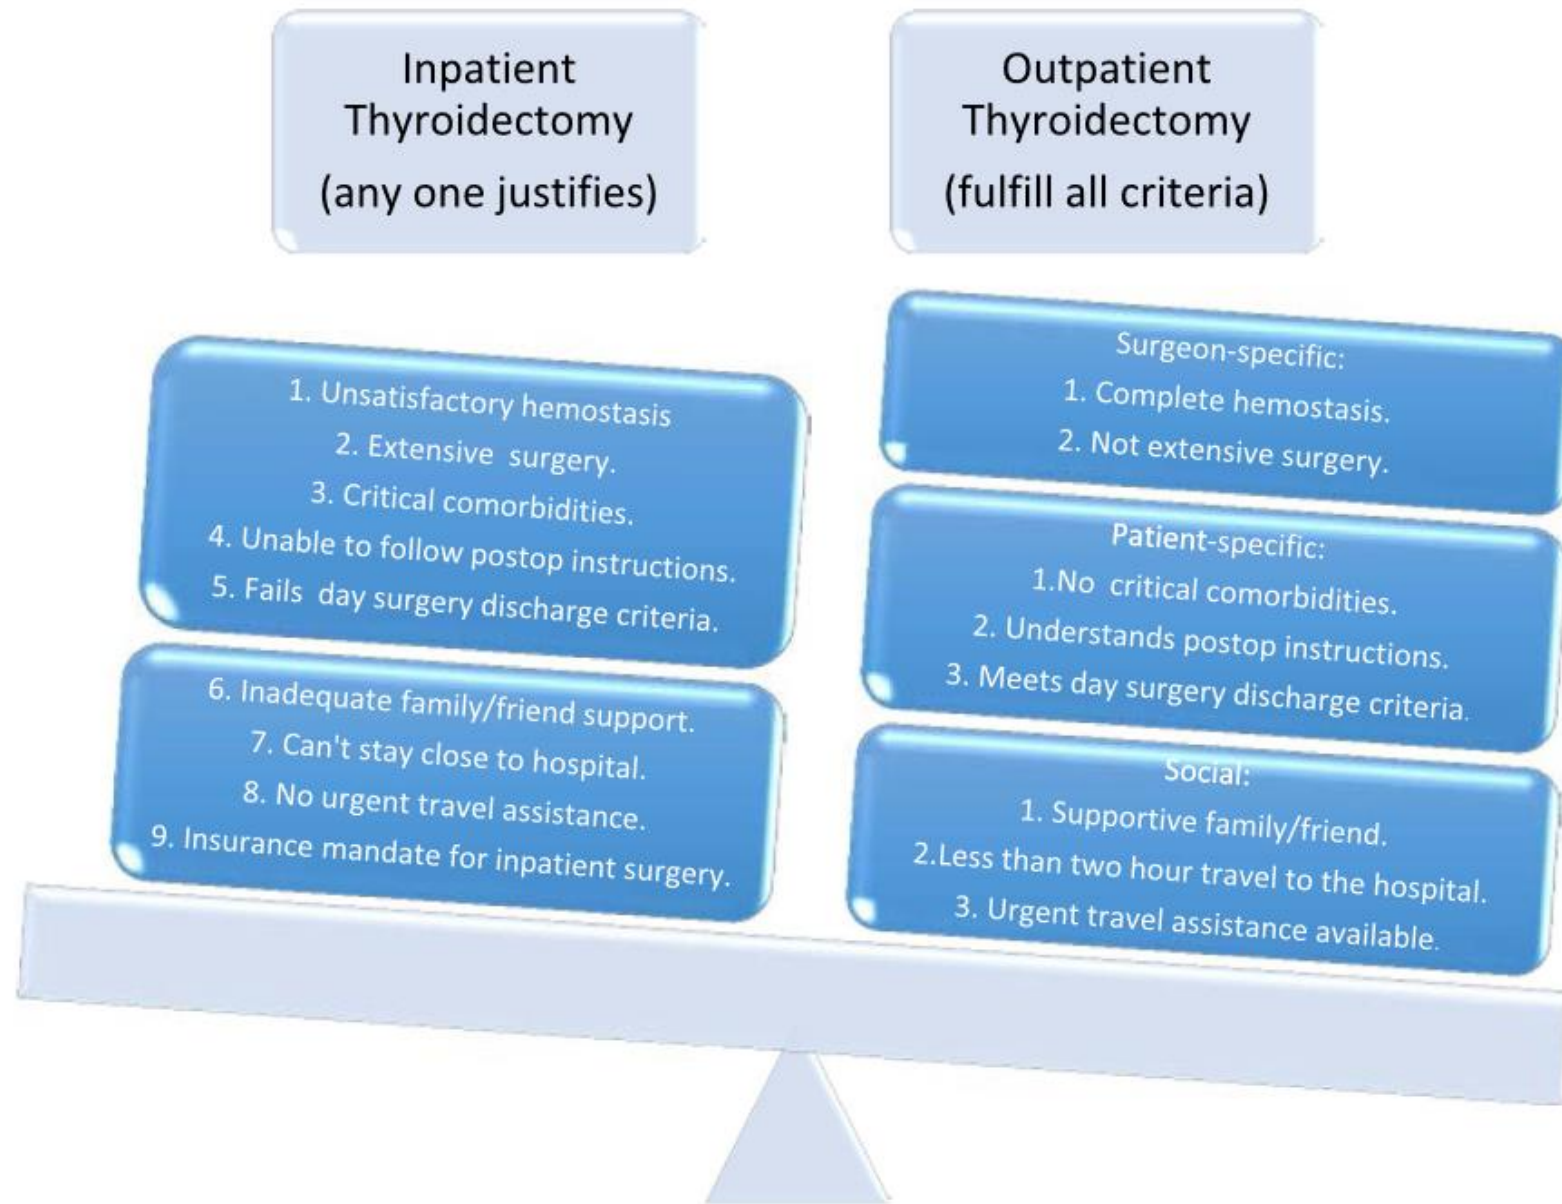 Inpatient
Thyroidectomy
(any one justifies)
Outpatient
Thyroidectomy
(fulfill all criteria)
1. Unsatisfactory hemostasis
2. Extensive  surgery.
3. Critical comorbidities.
4. Unable to follow postop instructions.
5. Fails  day surgery discharge criteria.
6. Inadequate family/friend support.
7. Can't stay close to hospital.
8. No urgent travel assistance.
9. Insurance mandate for inpatient surgery.
Surgeon-specific:
1. Complete hemostasis.
2. Not extensive surgery.
Patient-specific:
1.No  critical comorbidities.
2. Understands postop instructions.
3. Meets day surgery discharge criteria.
Social:
1. Supportive family/friend.
2.Less than two hour travel to the hospital.
3. Urgent travel assistance available.